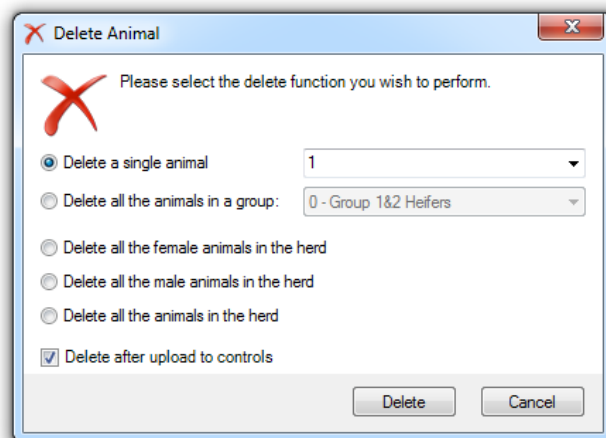 Delete Animal
Please select the delete function you wish to perform.
Delete a single animal 1
Delete all the animals in a group: 0 - Group 1&2 Heifers
Delete all the female animals in the herd
Delete all the male animals in the herd
Delete all the animals in the herd
Delete after upload to controls
Delete Cancel